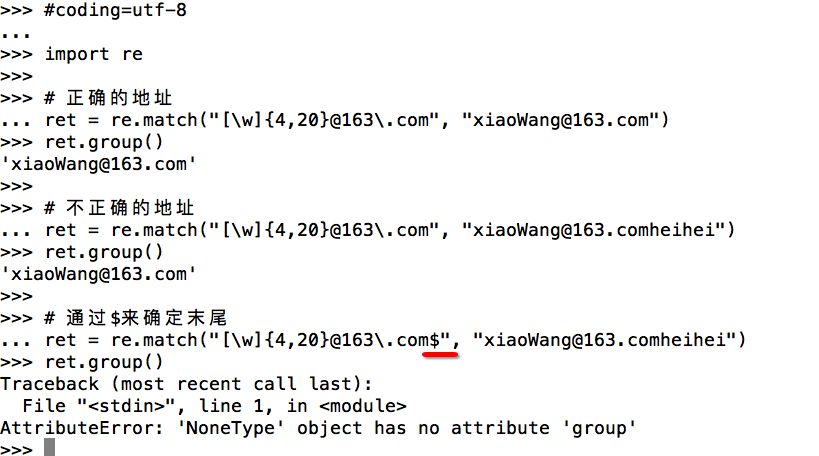 >>> #coding=utf-8
...
>>> import re
>>>
>>> # 正确的地址
... ret = re.match("[\w]{4,20}@163\.com", "xiaoWang@163.com")
>>> ret.group()
'xiaoWang@163.com'
>>>
>>> # 不正确的地址
... ret = re.match("[\w]{4,20}@163\.com", "xiaoWang@163.comheihei")
>>> ret.group()
'xiaoWang@163.com'
>>>
>>> # 通过$来确定末尾
... ret = re.match("[\w]{4,20}@163\.com$", "xiaoWang@163.comheihei")
>>> ret.group()
Traceback (most recent call last):
  File "<stdin>", line 1, in <module>
AttributeError: 'NoneType' object has no attribute 'group'
>>>